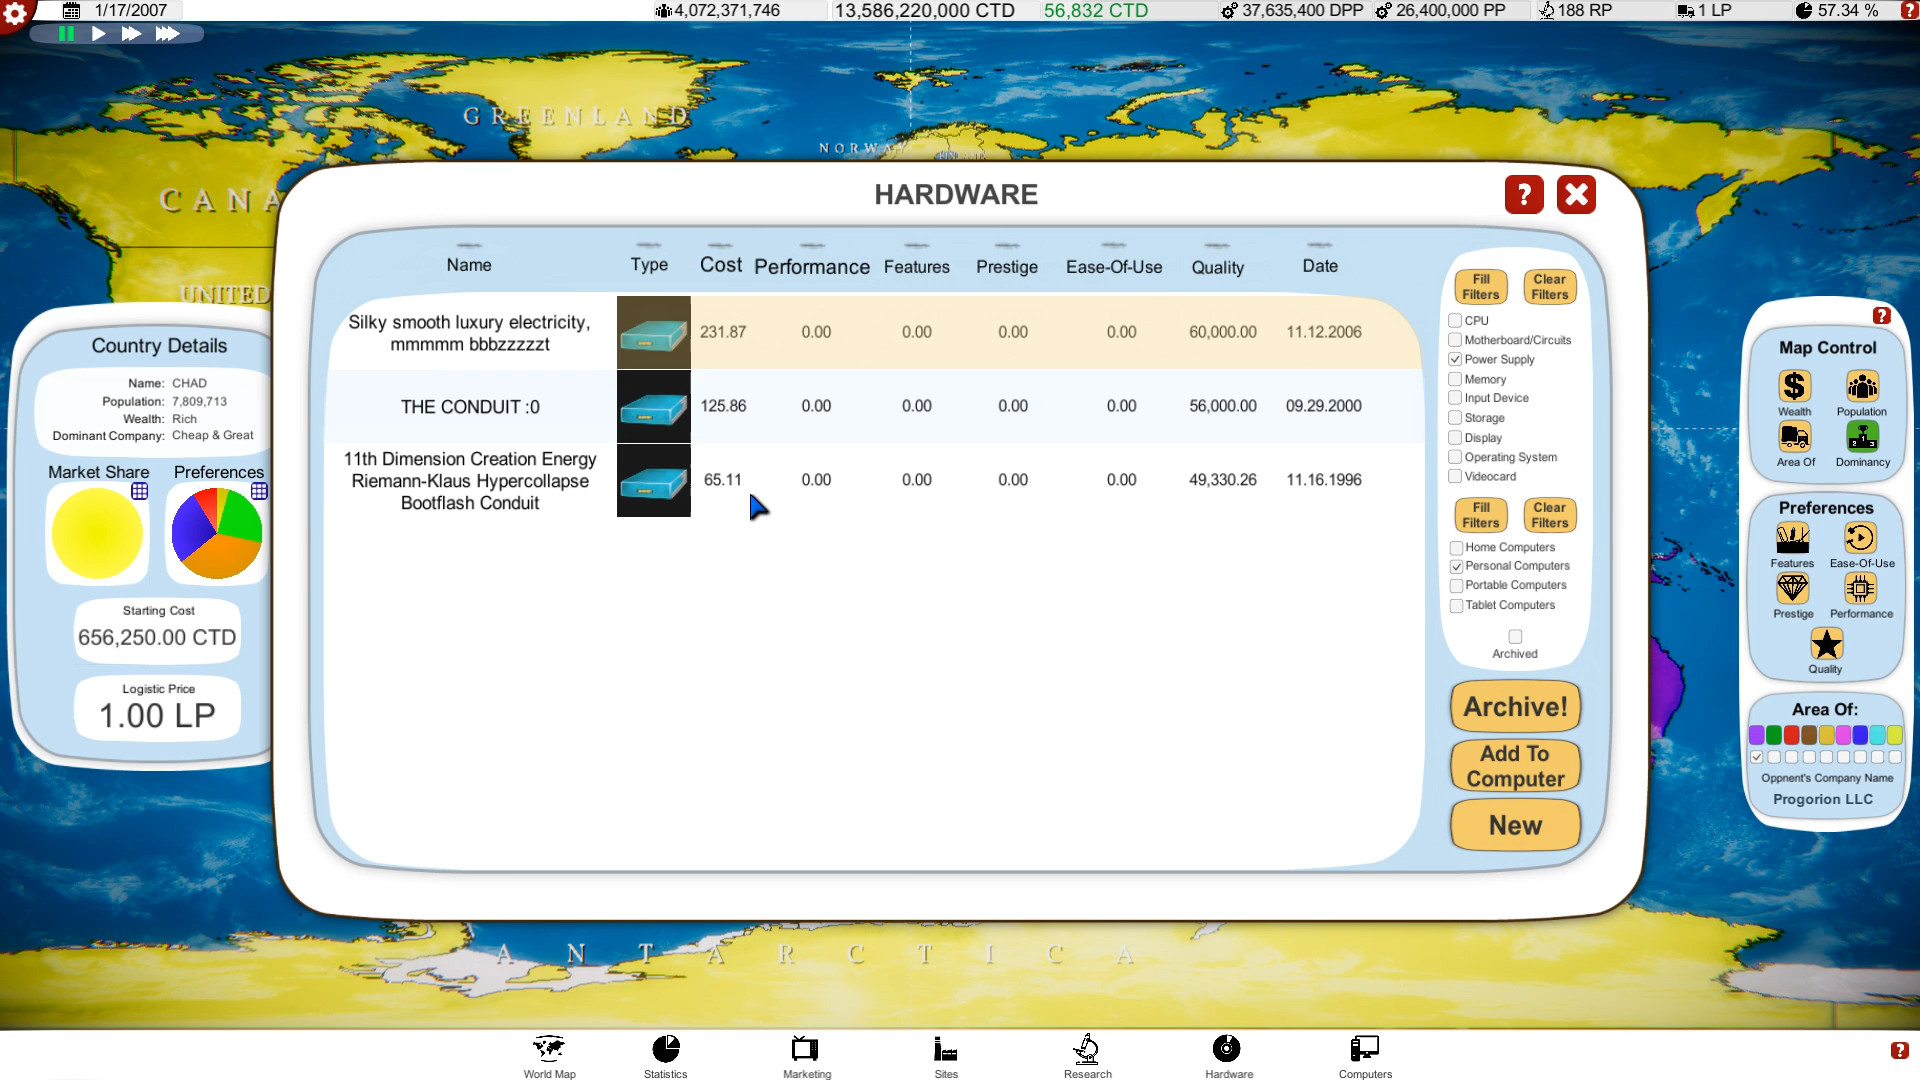 1/17/2007
4,072,371,746
13,586,220,000 CTD
56,832 CTD
37,635,400 DPP
26,400,000 PP
188 RP
1 LP
57.34 %
?
GREENLAND
NORWAY
CANA
UNITED
HARDWARE
?
Name
Type
Cost
Performance
Features
Prestige
Ease-Of-Use
Quality
Date
Silky smooth luxury electricity,
mmmmm bbbzzzzzt
231.87
0.00
0.00
0.00
0.00
60,000.00
11.12.2006
THE CONDUIT :0
125.86
0.00
0.00
0.00
0.00
56,000.00
09.29.2000
11th Dimension Creation Energy
Riemann-Klaus Hypercollapse
Bootflash Conduit
65.11
0.00
0.00
0.00
0.00
49,330.26
11.16.1996
Fill
Filters
Clear
Filters
CPU
Motherboard/Circuits
Power Supply
Memory
Input Device
Storage
Display
Operating System
Videocard
Fill
Filters
Clear
Filters
Home Computers
Personal Computers
Portable Computers
Tablet Computers
Archived
Archive!
Add To
Computer
New
Country Details
Name: CHAD
Population: 7,809,713
Wealth: Rich
Dominant Company: Cheap & Great
Market Share
Preferences
Starting Cost
656,250.00 CTD
Logistic Price
1.00 LP
?
Map Control
Wealth
Population
Area Of
Dominancy
Preferences
Features
Ease-Of-Use
Prestige
Performance
Quality
Area Of:
Oppnent's Company Name
Progorion LLC
ANTARCTICA
World Map
Statistics
Marketing
Sites
Research
Hardware
Computers
?